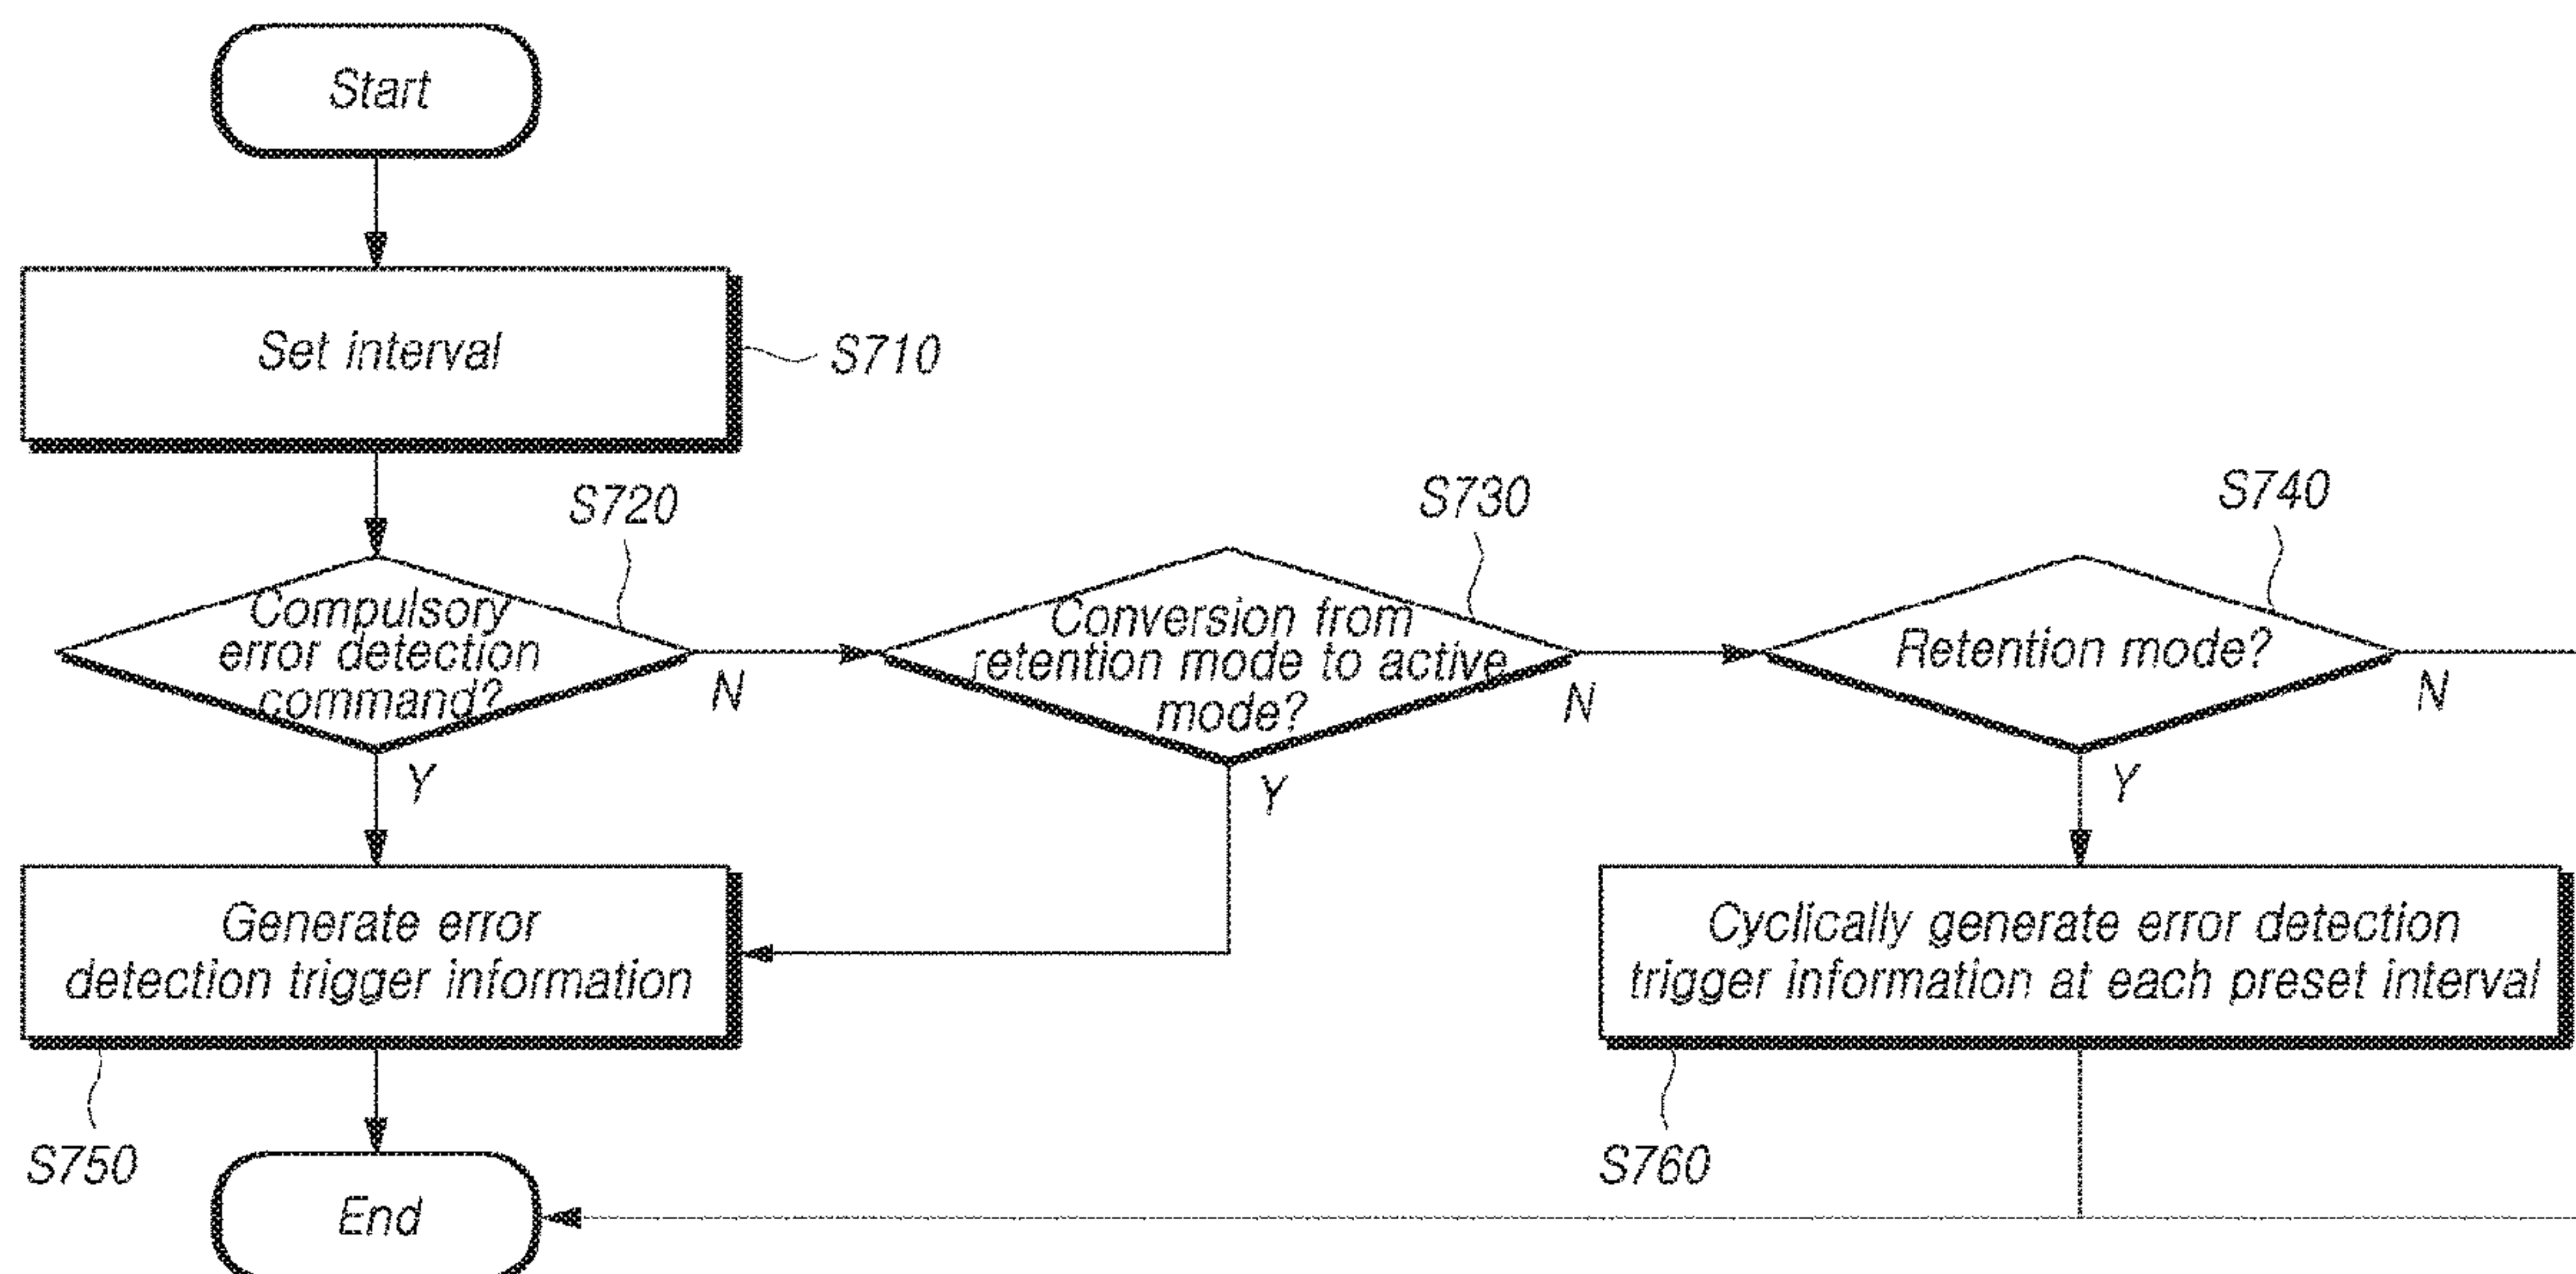 Start
Set interval
S710
S720
Compulsory
error detection
command?
N
Y
S730
Conversion from
retention mode to active
mode?
N
Y
S740
Retention mode?
N
Y
Generate error
detection trigger information
S750
Cyclically generate error detection
trigger information at each preset interval
S760
End